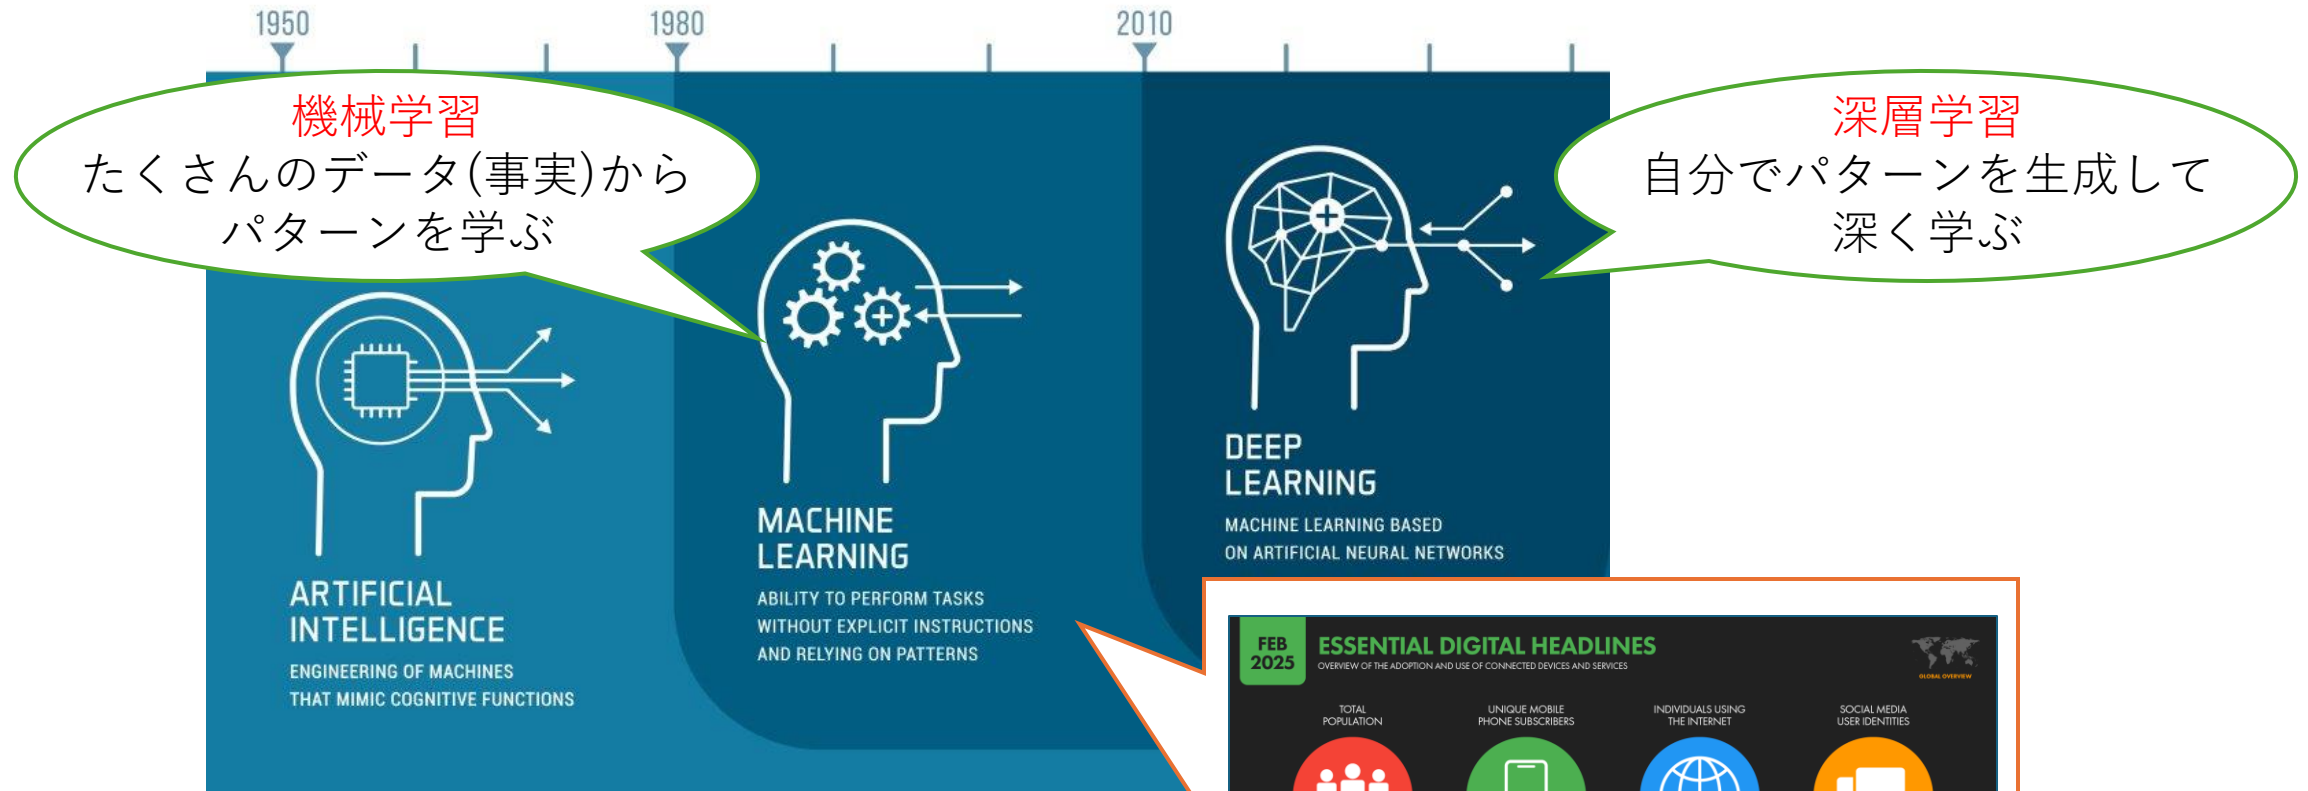 1950
1980
2010
機械学習
たくさんのデータ(事実)から
パターンを学ぶ
深層学習
自分でパターンを生成して
深く学ぶ
ARTIFICIAL
INTELLIGENCE
ENGINEERING OF MACHINES
THAT MIMIC COGNITIVE FUNCTIONS
MACHINE
LEARNING
ABILITY TO PERFORM TASKS
WITHOUT EXPLICIT INSTRUCTIONS
AND RELYING ON PATTERNS
DEEP
LEARNING
MACHINE LEARNING BASED
ON ARTIFICIAL NEURAL NETWORKS
FEB
2025
ESSENTIAL DIGITAL HEADLINES
OVERVIEW OF THE ADOPTION AND USE OF CONNECTED DEVICES AND SERVICES
GLOBAL OVERVIEW
TOTAL
POPULATION
UNIQUE MOBILE
PHONE SUBSCRIBERS
INDIVIDUALS USING
THE INTERNET
SOCIAL MEDIA
USER IDENTITIES